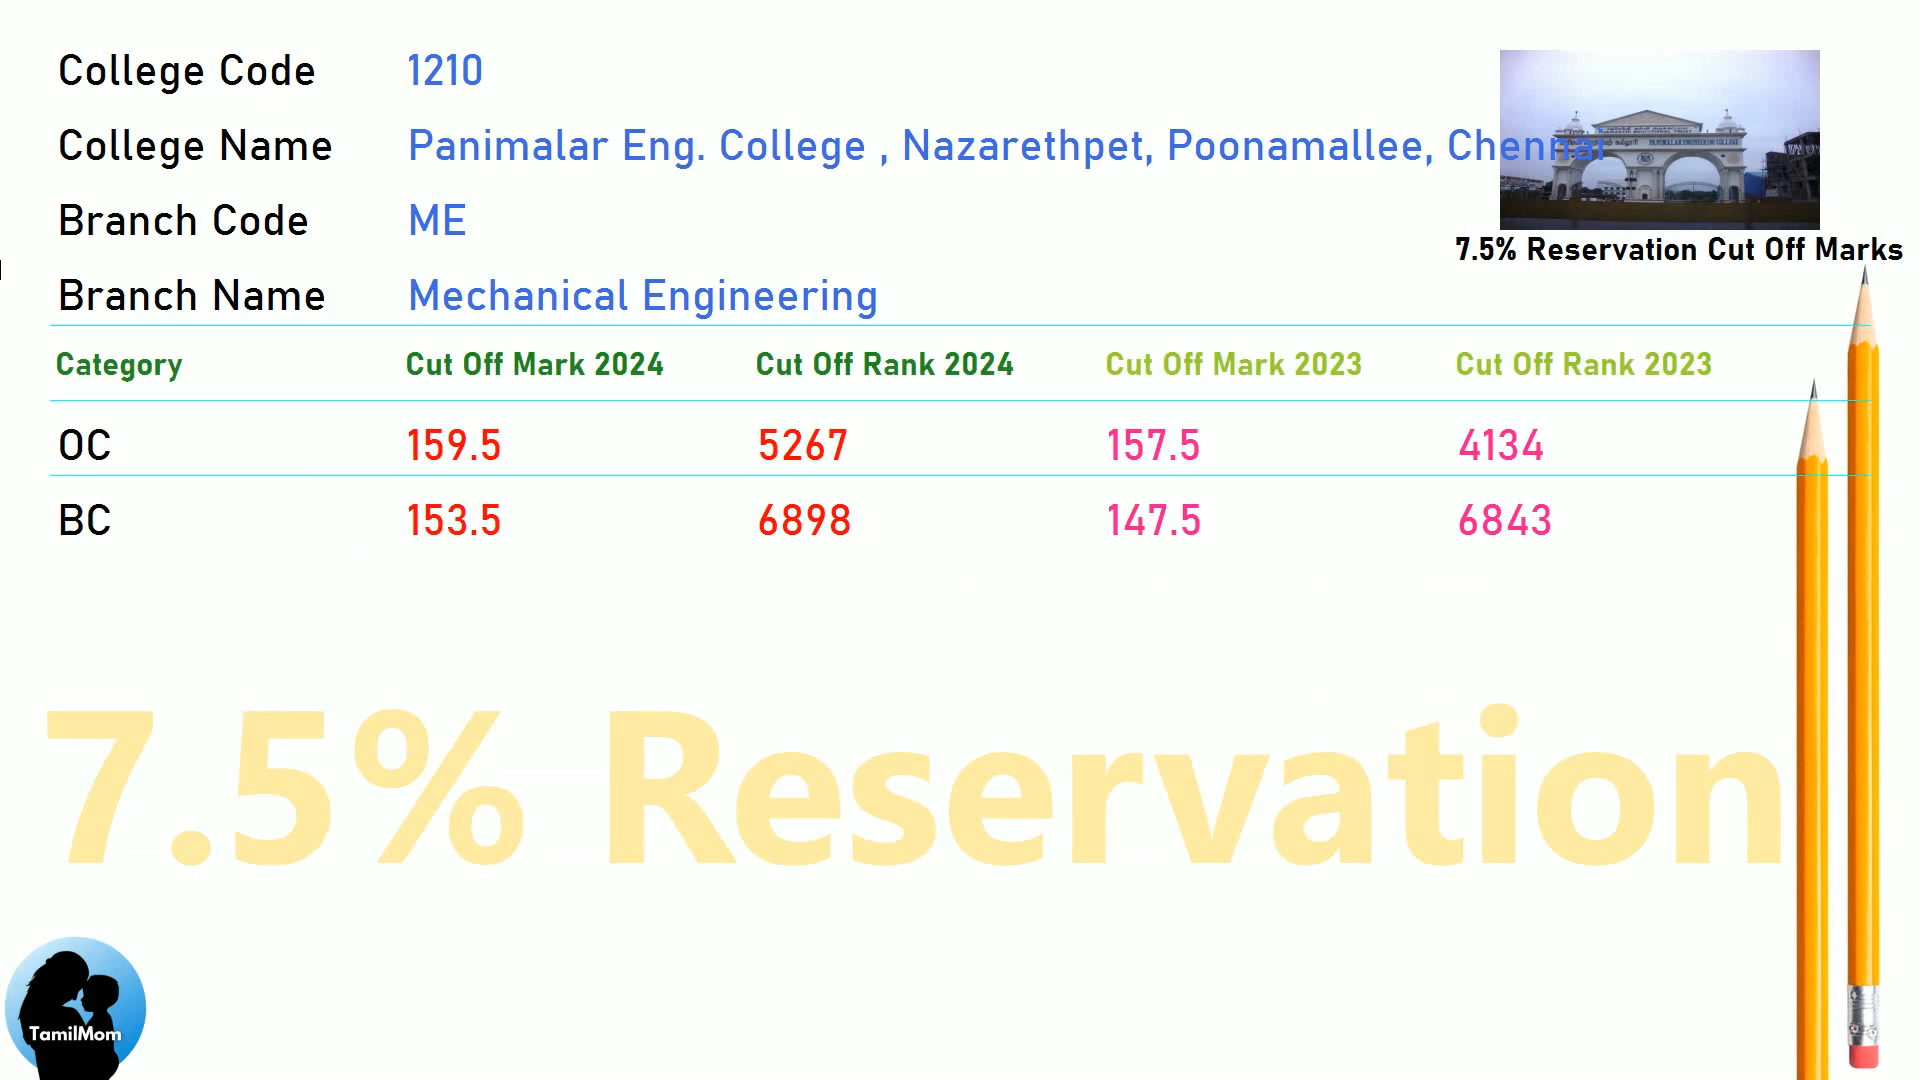 College Code 1210
College Name Panimalar Eng. College , Nazarethpet, Poonamallee, Chennai
PANIMALAR ENGINEERING COLLEGE
Branch Code ME
7.5% Reservation Cut Off Marks
Branch Name Mechanical Engineering
Category Cut Off Mark 2024 Cut Off Rank 2024 Cut Off Mark 2023 Cut Off Rank 2023
OC 159.5 5267 157.5 4134
BC 153.5 6898 147.5 6843
7.5% Reservation
TamilMom